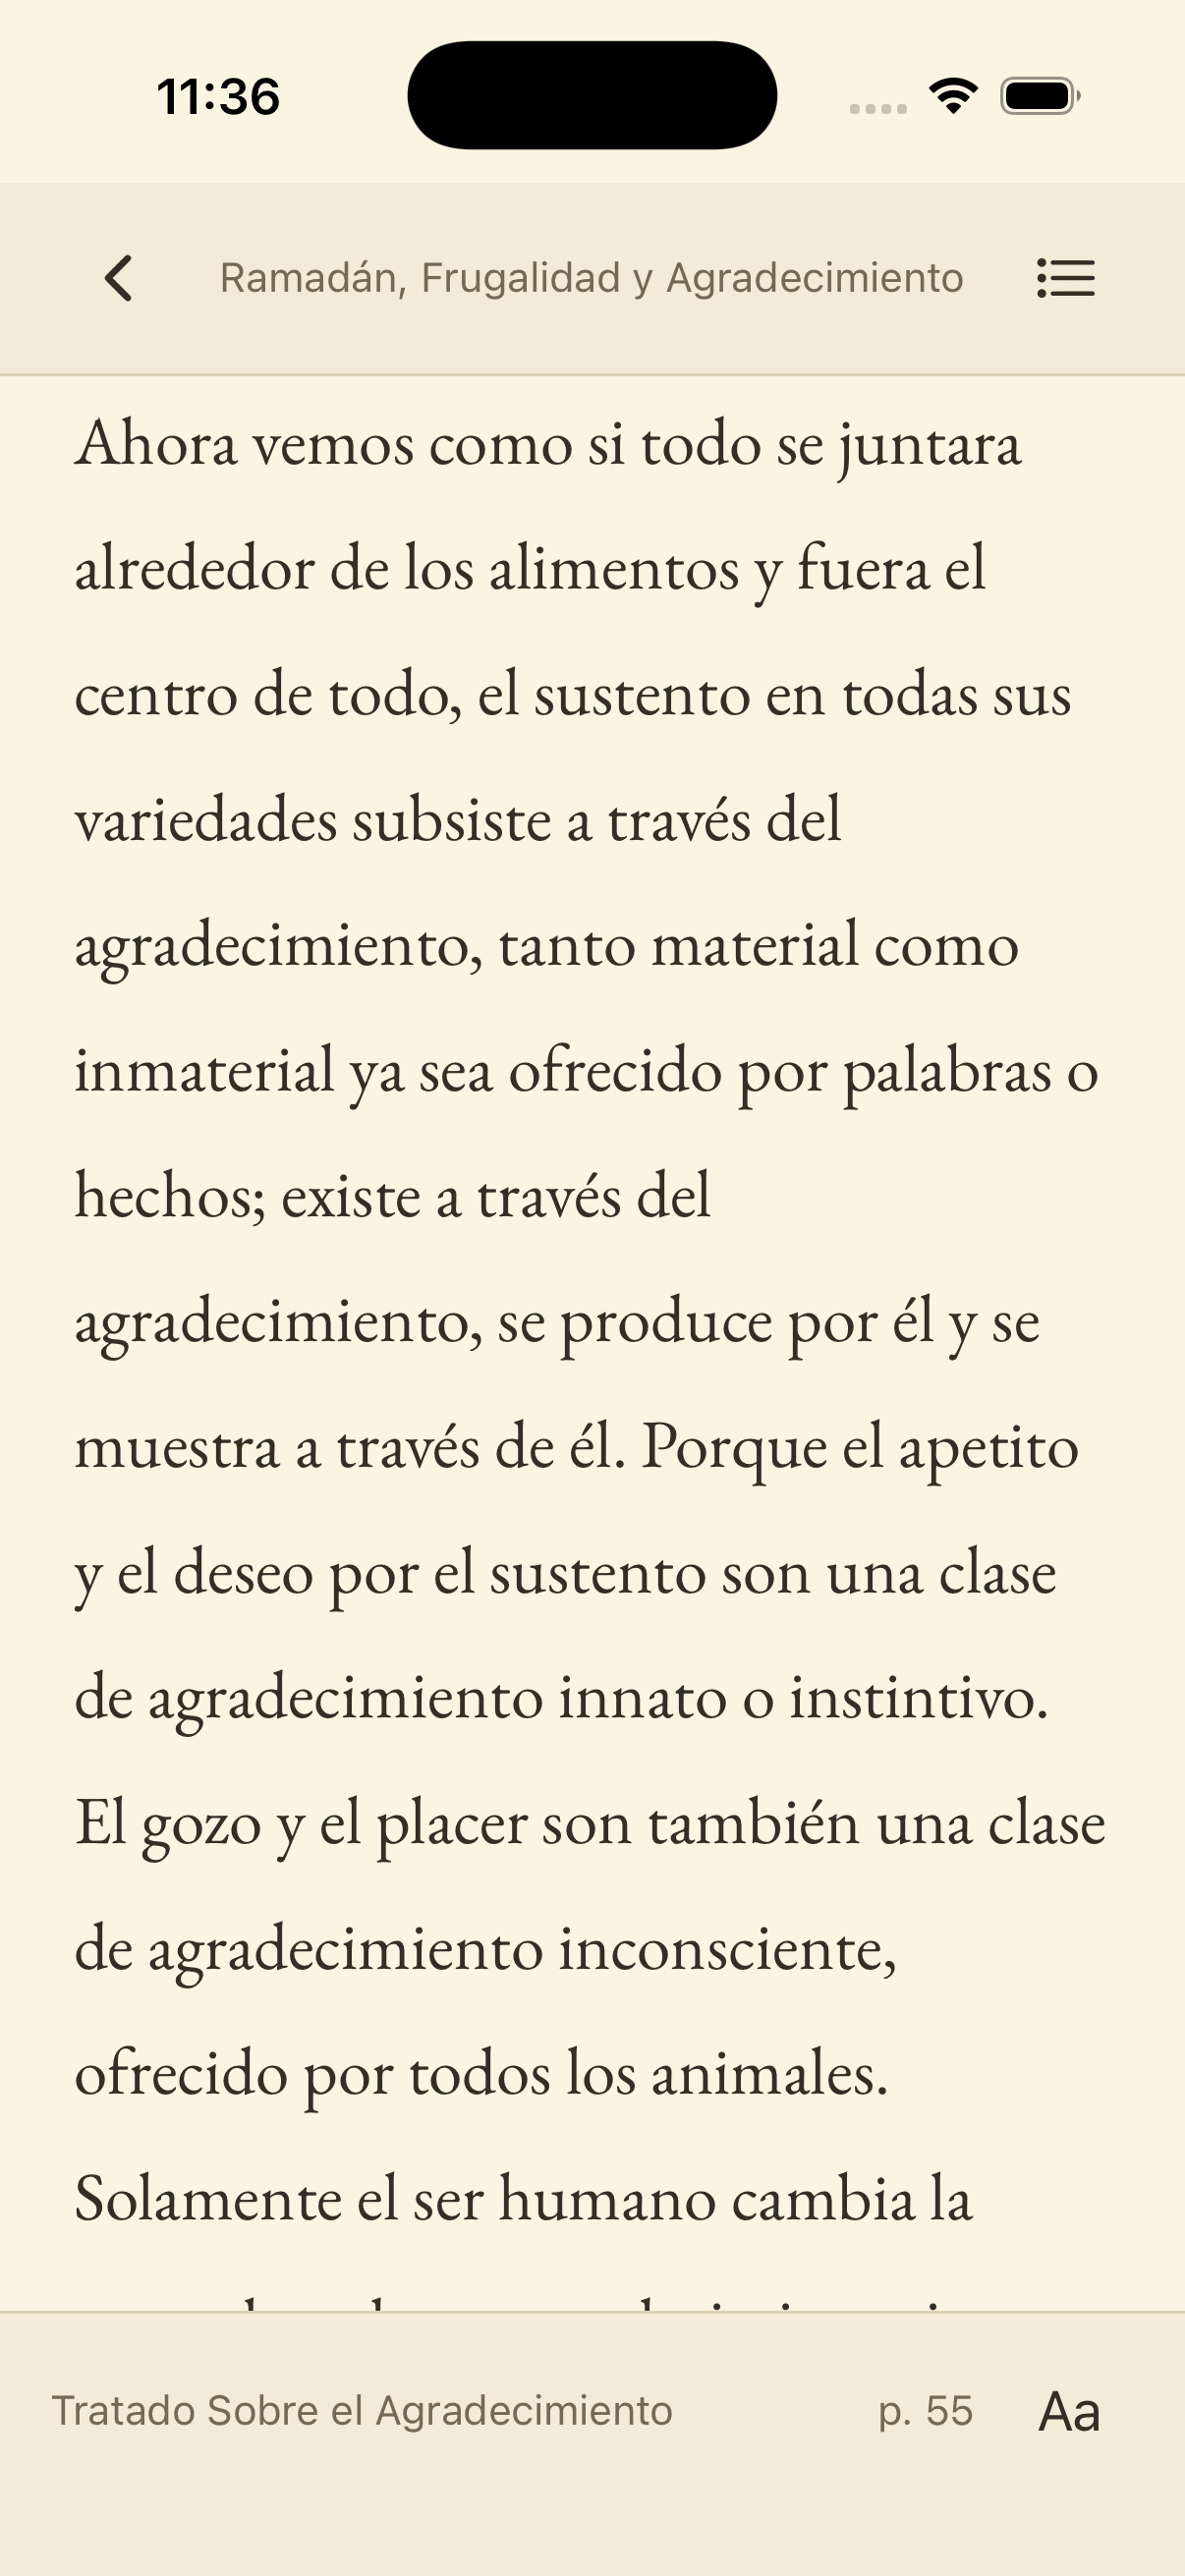 11:36
Ramadán, Frugalidad y Agradecimiento
Ahora vemos como si todo se juntara
alrededor de los alimentos y fuera el
centro de todo, el sustento en todas sus
variedades subsiste a través del
agradecimiento, tanto material como
inmaterial ya sea ofrecido por palabras o
hechos; existe a través del
agradecimiento, se produce por él y se
muestra a través de él. Porque el apetito
y el deseo por el sustento son una clase
de agradecimiento innato o instintivo.
El gozo y el placer son también una clase
de agradecimiento inconsciente,
ofrecido por todos los animales.
Solamente el ser humano cambia la
Tratado Sobre el Agradecimiento p. 55 Aa